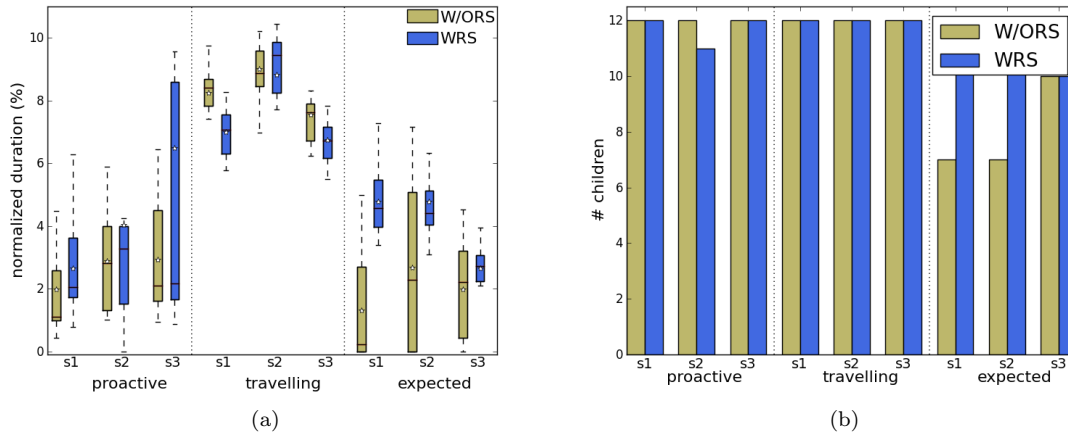 normalized duration (%)
10
8
6
4
2
0
W/ORS
WRS
s1 s2 s3 s1 s2 s3 s1 s2 s3
proactive travelling expected
(a)
# children
12
10
8
6
4
2
0
W/ORS
WRS
s1 s2 s3 s1 s2 s3 s1 s2 s3
proactive travelling expected
(b)